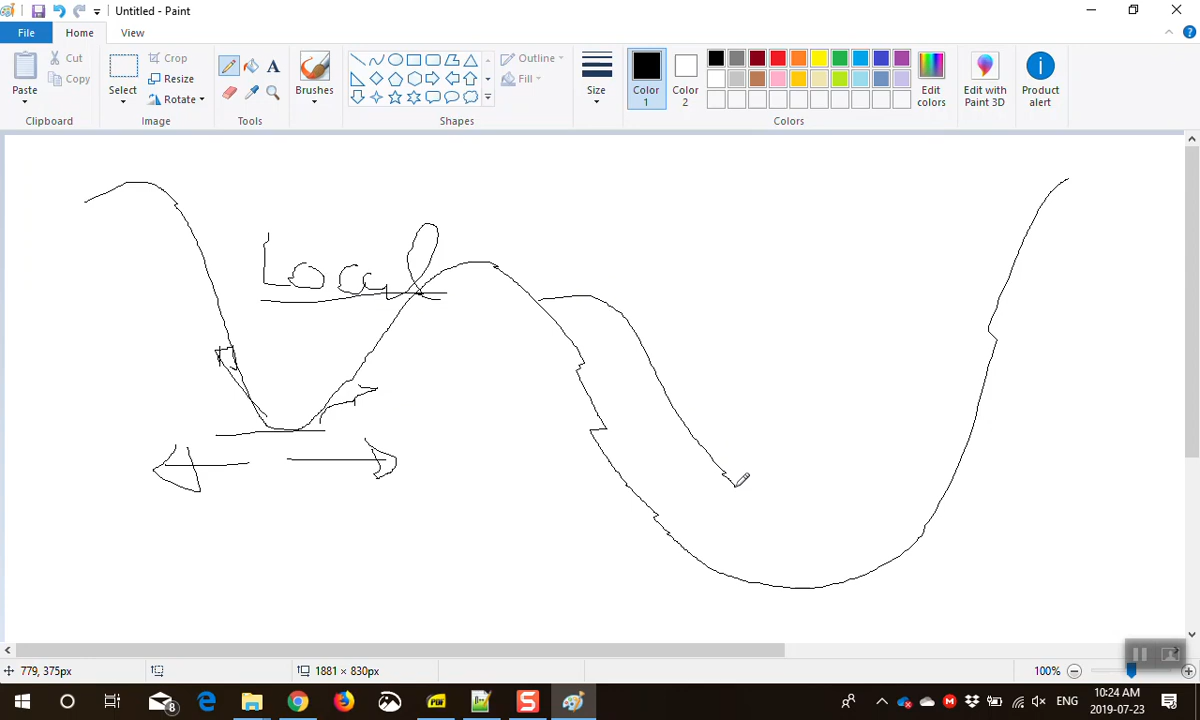 Untitled - Paint
File
Home
View
Paste
Cut
Copy
Clipboard
Select
Crop
Resize
Rotate
Image
A
Tools
Brushes
Outline
Fill
Shapes
Size
Color
1
Color
2
Edit
colors
Colors
Edit with
Paint 3D
Product
alert
Local
779, 375px
1881 × 830px
100%
8
ENG
10:24 AM
2019-07-23